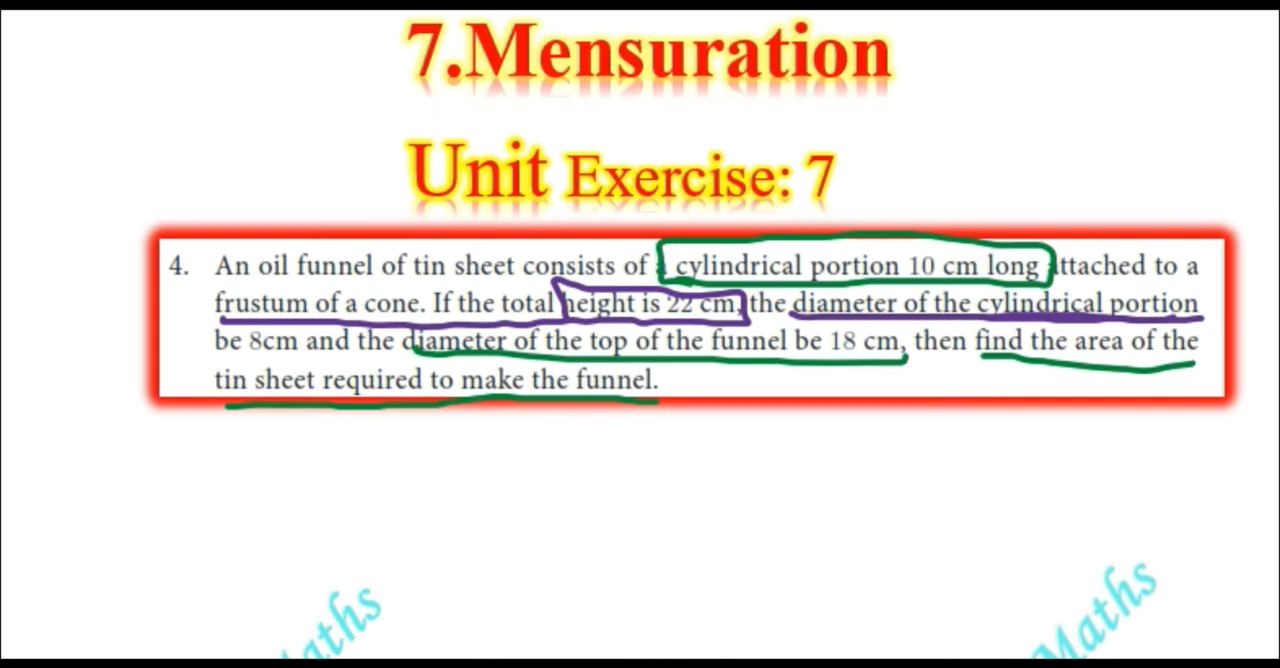 7.Mensuration
Unit Exercise: 7
4. An oil funnel of tin sheet consists of a cylindrical portion 10 cm long attached to a
frustum of a cone. If the total height is 22 cm, the diameter of the cylindrical portion
be 8cm and the diameter of the top of the funnel be 18 cm, then find the area of the
tin sheet required to make the funnel.
Maths